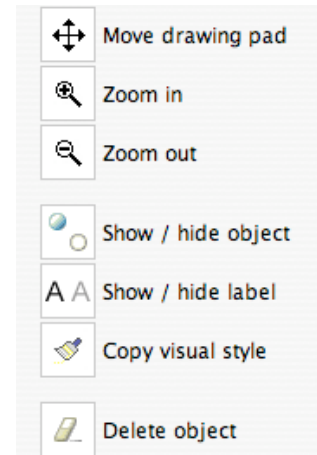 Move drawing pad
Zoom in
Zoom out
Show / hide object
A A Show / hide label
Copy visual style
Delete object